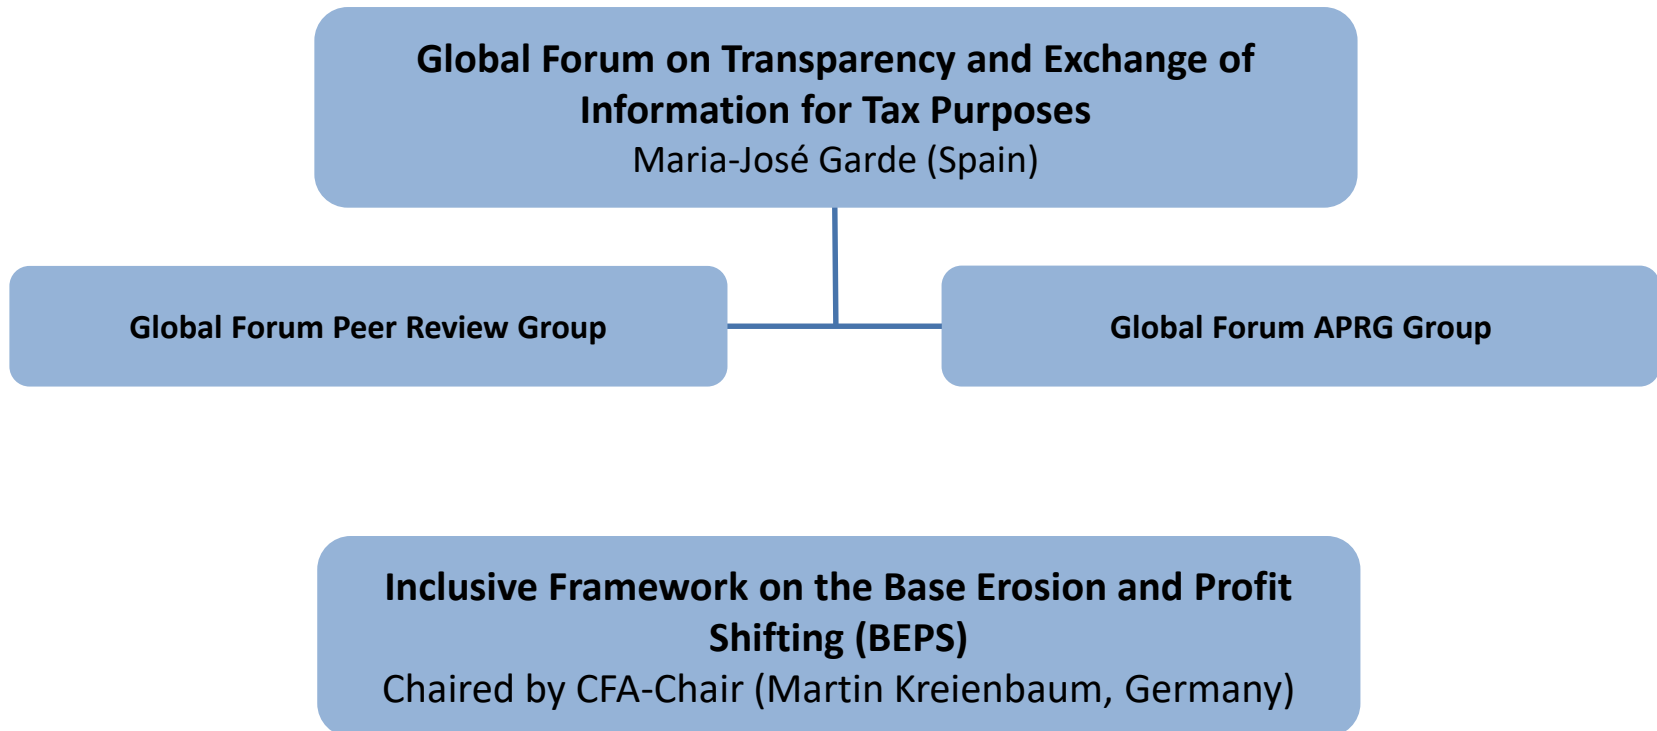 Global Forum on Transparency and Exchange of
Information for Tax Purposes
Maria-José Garde (Spain)
Global Forum Peer Review Group
Global Forum APRG Group
Inclusive Framework on the Base Erosion and Profit
Shifting (BEPS)
Chaired by CFA-Chair (Martin Kreienbaum, Germany)